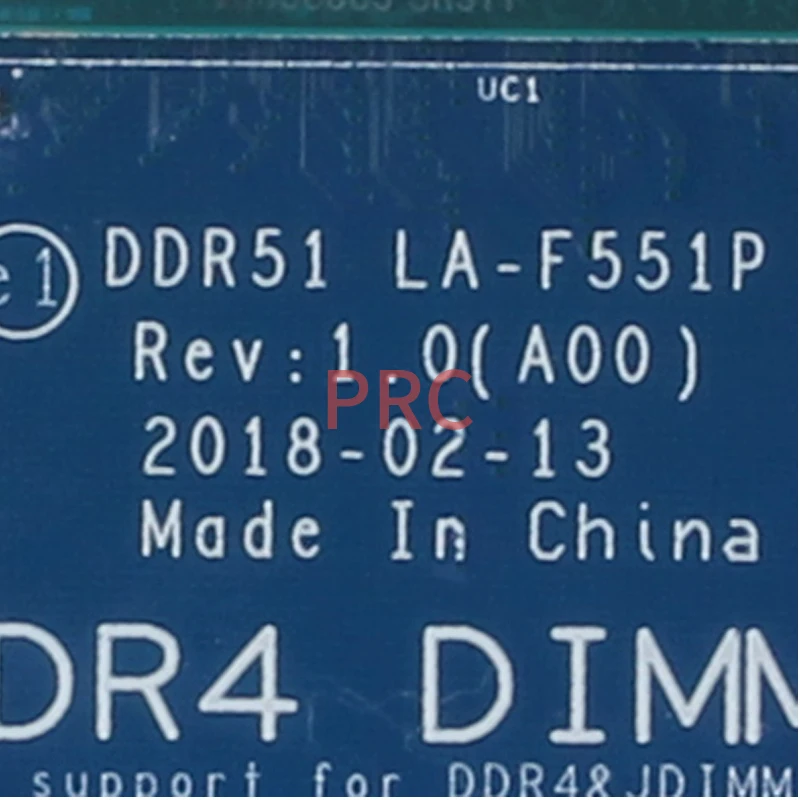 UC1
e 1
DDR51 LA-F551P
Rev:1.0(A00)
PRC
2018-02-13
Made In China
DR4 DIMM
support for DDR4&JDIMM